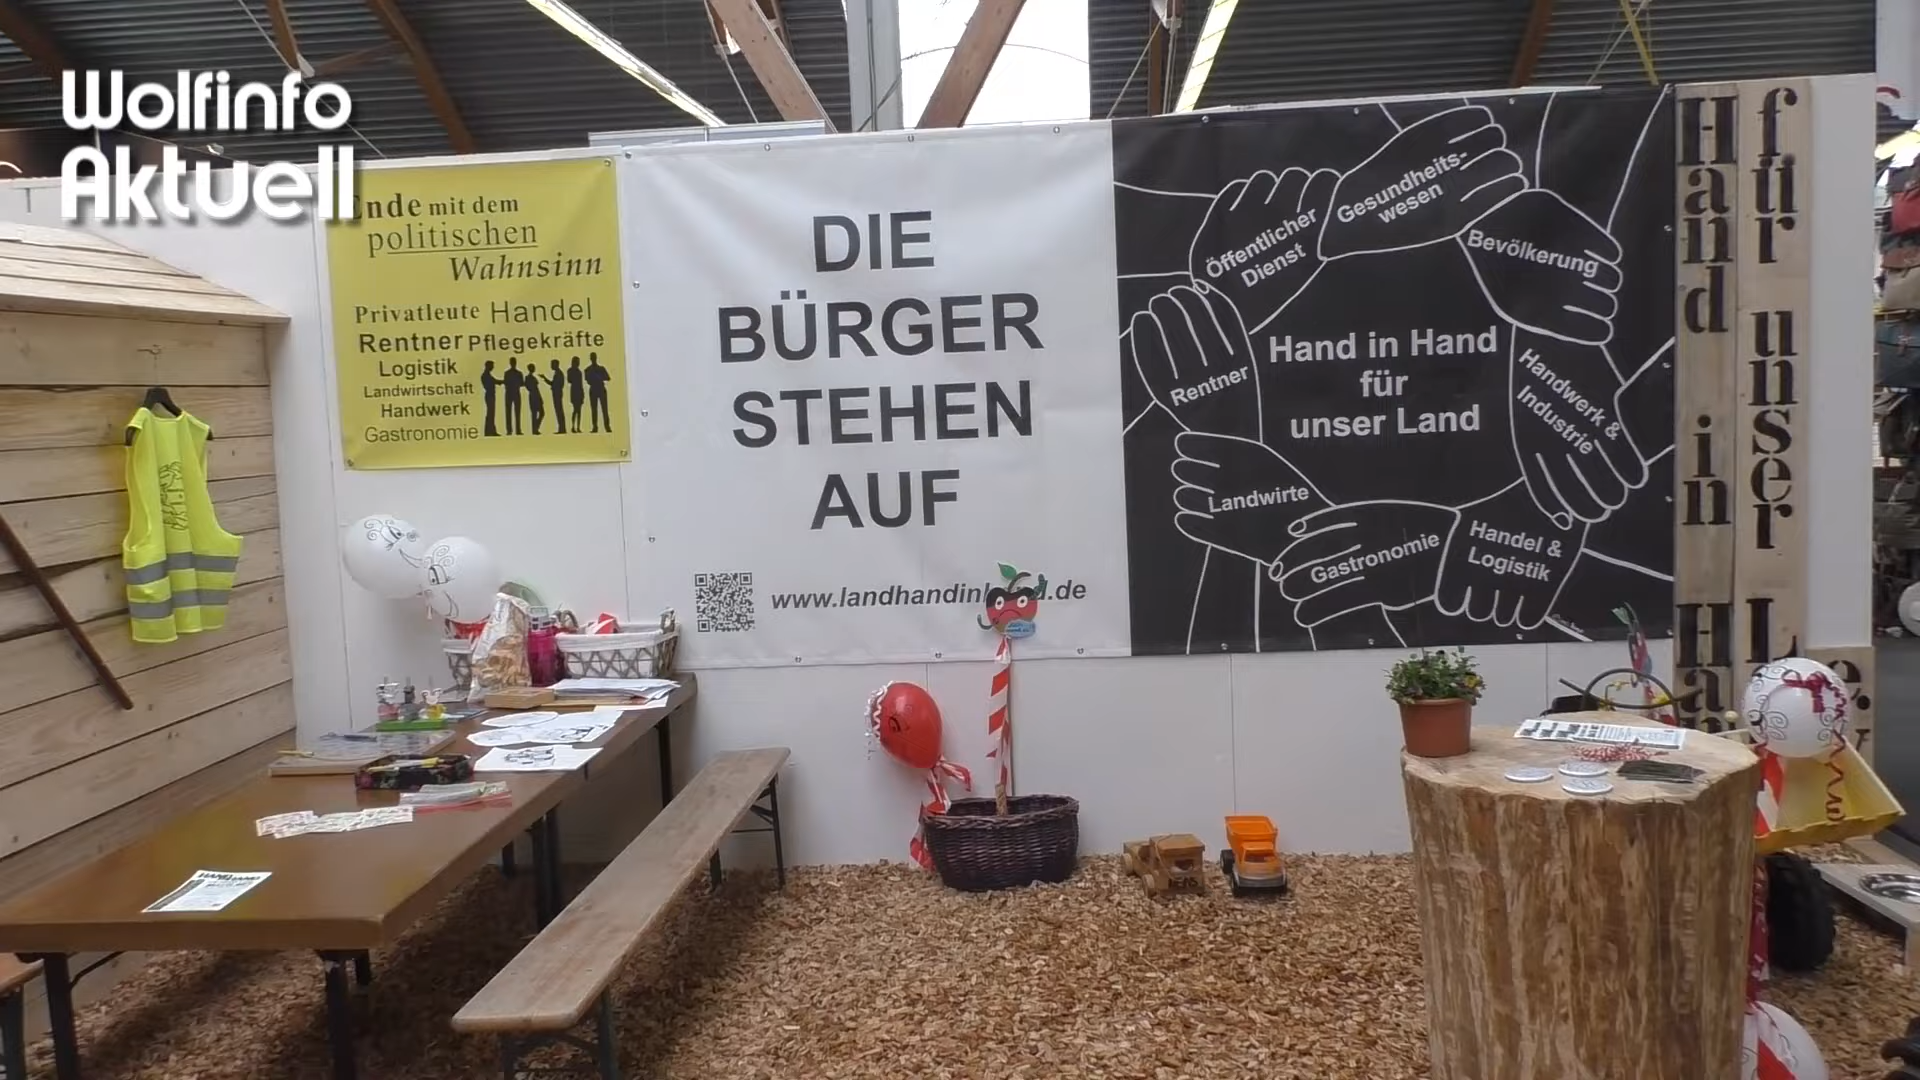 Wolfinfo
Aktuell
Ende mit dem
politischen
Wahnsinn
Privatleute Handel
Rentner Pflegekräfte
Logistik
Landwirtschaft
Handwerk
Gastronomie
DIE
BÜRGER
STEHEN
AUF
Öffentlicher
Dienst
Gesundheits-
wesen
Bevölkerung
Handwerk &
Industrie
Handel &
Logistik
Gastronomie
Landwirte
Rentner
Hand in Hand
für
unser Land
Hand in Han
für unser L